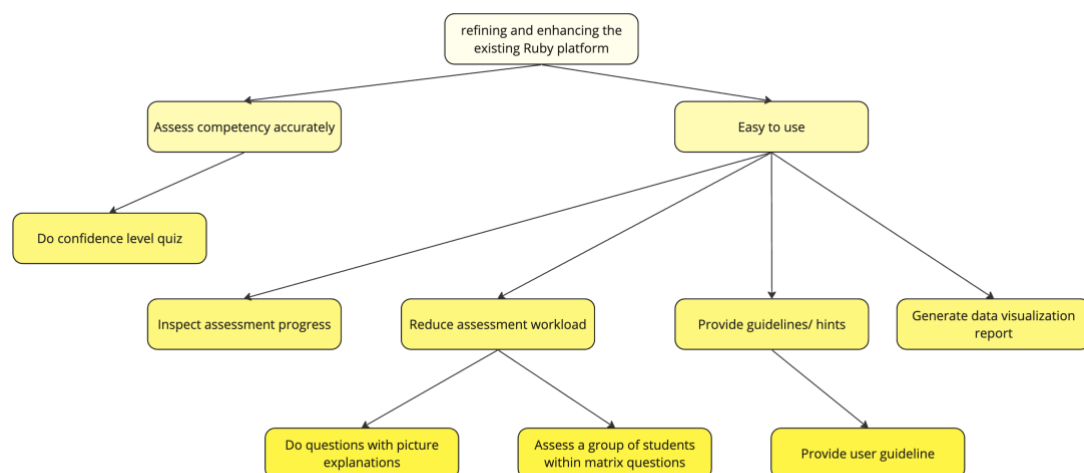 refining and enhancing the
existing Ruby platform
Assess competency accurately
Easy to use
Do confidence level quiz
Inspect assessment progress
Reduce assessment workload
Provide guidelines/ hints
Generate data visualization
report
Do questions with picture
explanations
Assess a group of students
within matrix questions
Provide user guideline